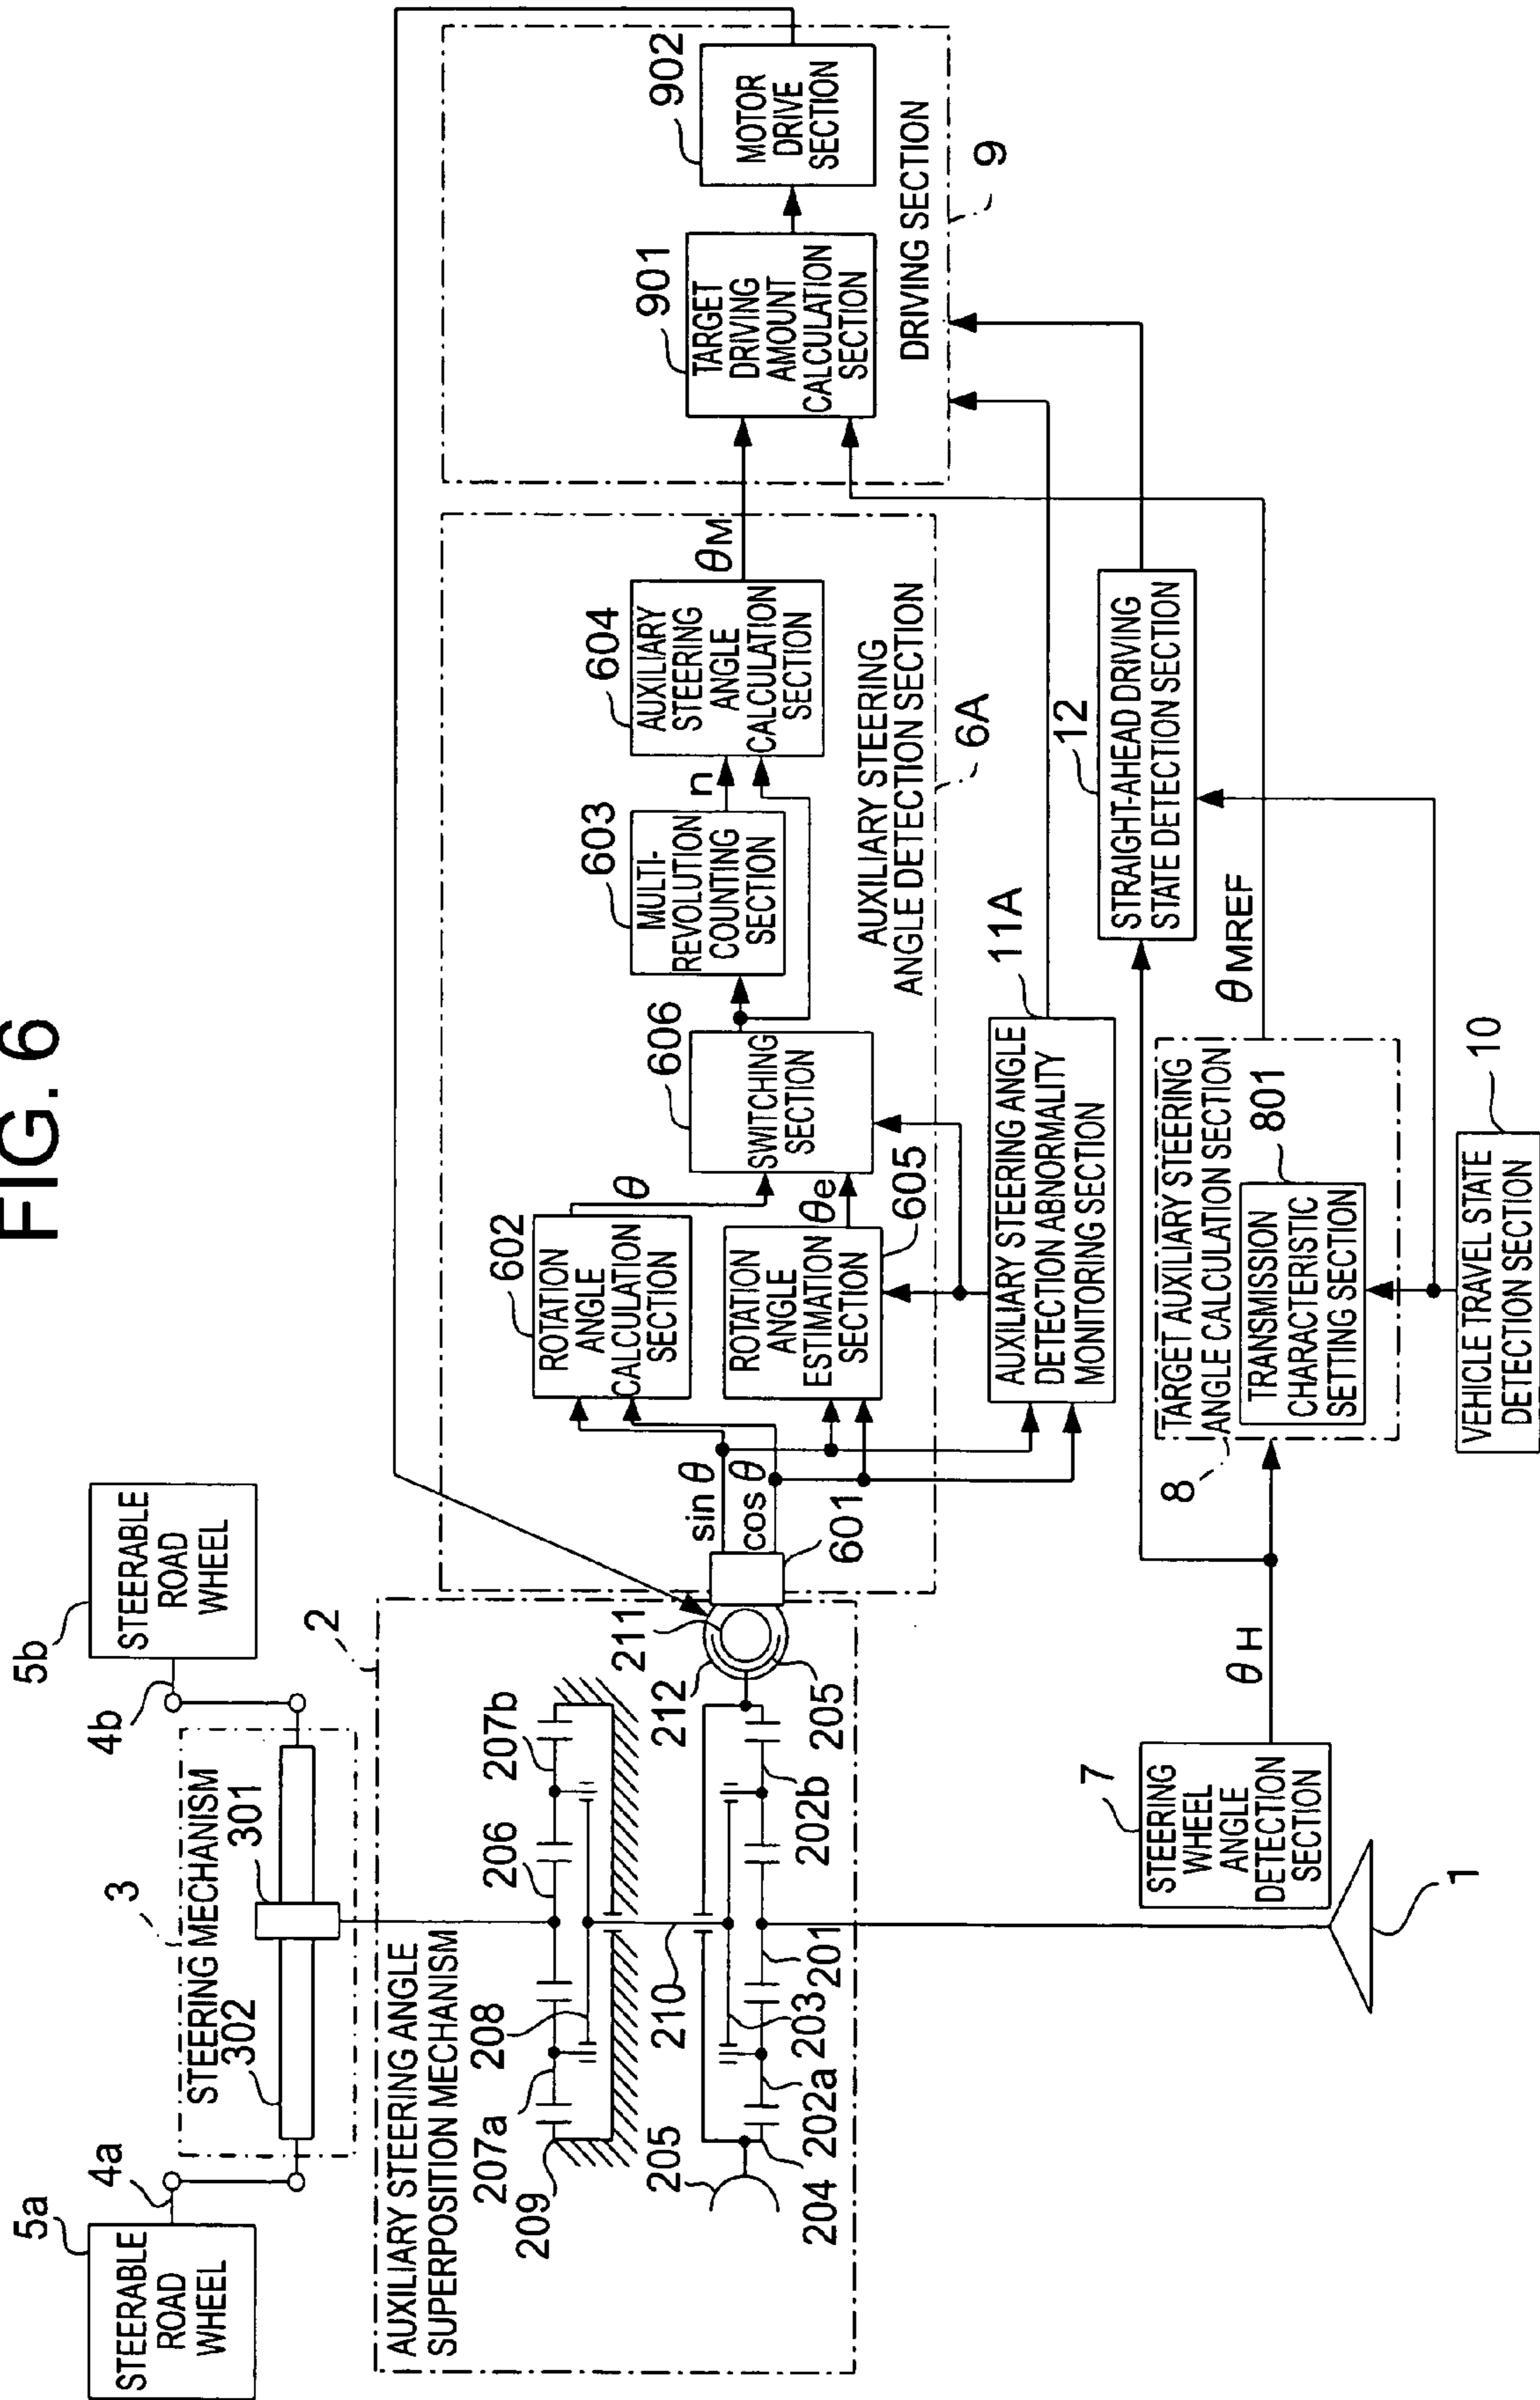 FIG. 6
5a
STEERABLE
ROAD
WHEEL
4a
3
STEERING MECHANISM
302
301
4b
5b
STEERABLE
ROAD
WHEEL
2
AUXILIARY STEERING ANGLE
SUPERPOSITION MECHANISM
209
207a
208
206
207b
205
204
202a
203
210
201
202b
205
212
211
601
sin θ
cos θ
602
ROTATION
ANGLE
CALCULATION
SECTION
θ
ROTATION
ANGLE
ESTIMATION
SECTION
θe
605
606
SWITCHING
SECTION
603
MULTI-
REVOLUTION
COUNTING
SECTION
n
604
AUXILIARY
STEERING
ANGLE
CALCULATION
SECTION
θM
AUXILIARY STEERING
ANGLE DETECTION SECTION
6A
901
TARGET
DRIVING
AMOUNT
CALCULATION
SECTION
902
MOTOR
DRIVE
SECTION
DRIVING SECTION
9
11A
AUXILIARY STEERING ANGLE
DETECTION ABNORMALITY
MONITORING SECTION
12
STRAIGHT-AHEAD DRIVING
STATE DETECTION SECTION
θMREF
8
TARGET AUXILIARY STEERING
ANGLE CALCULATION SECTION
801
TRANSMISSION
CHARACTERISTIC
SETTING SECTION
10
VEHICLE TRAVEL STATE
DETECTION SECTION
7
STEERING
WHEEL
ANGLE
DETECTION
SECTION
θH
1